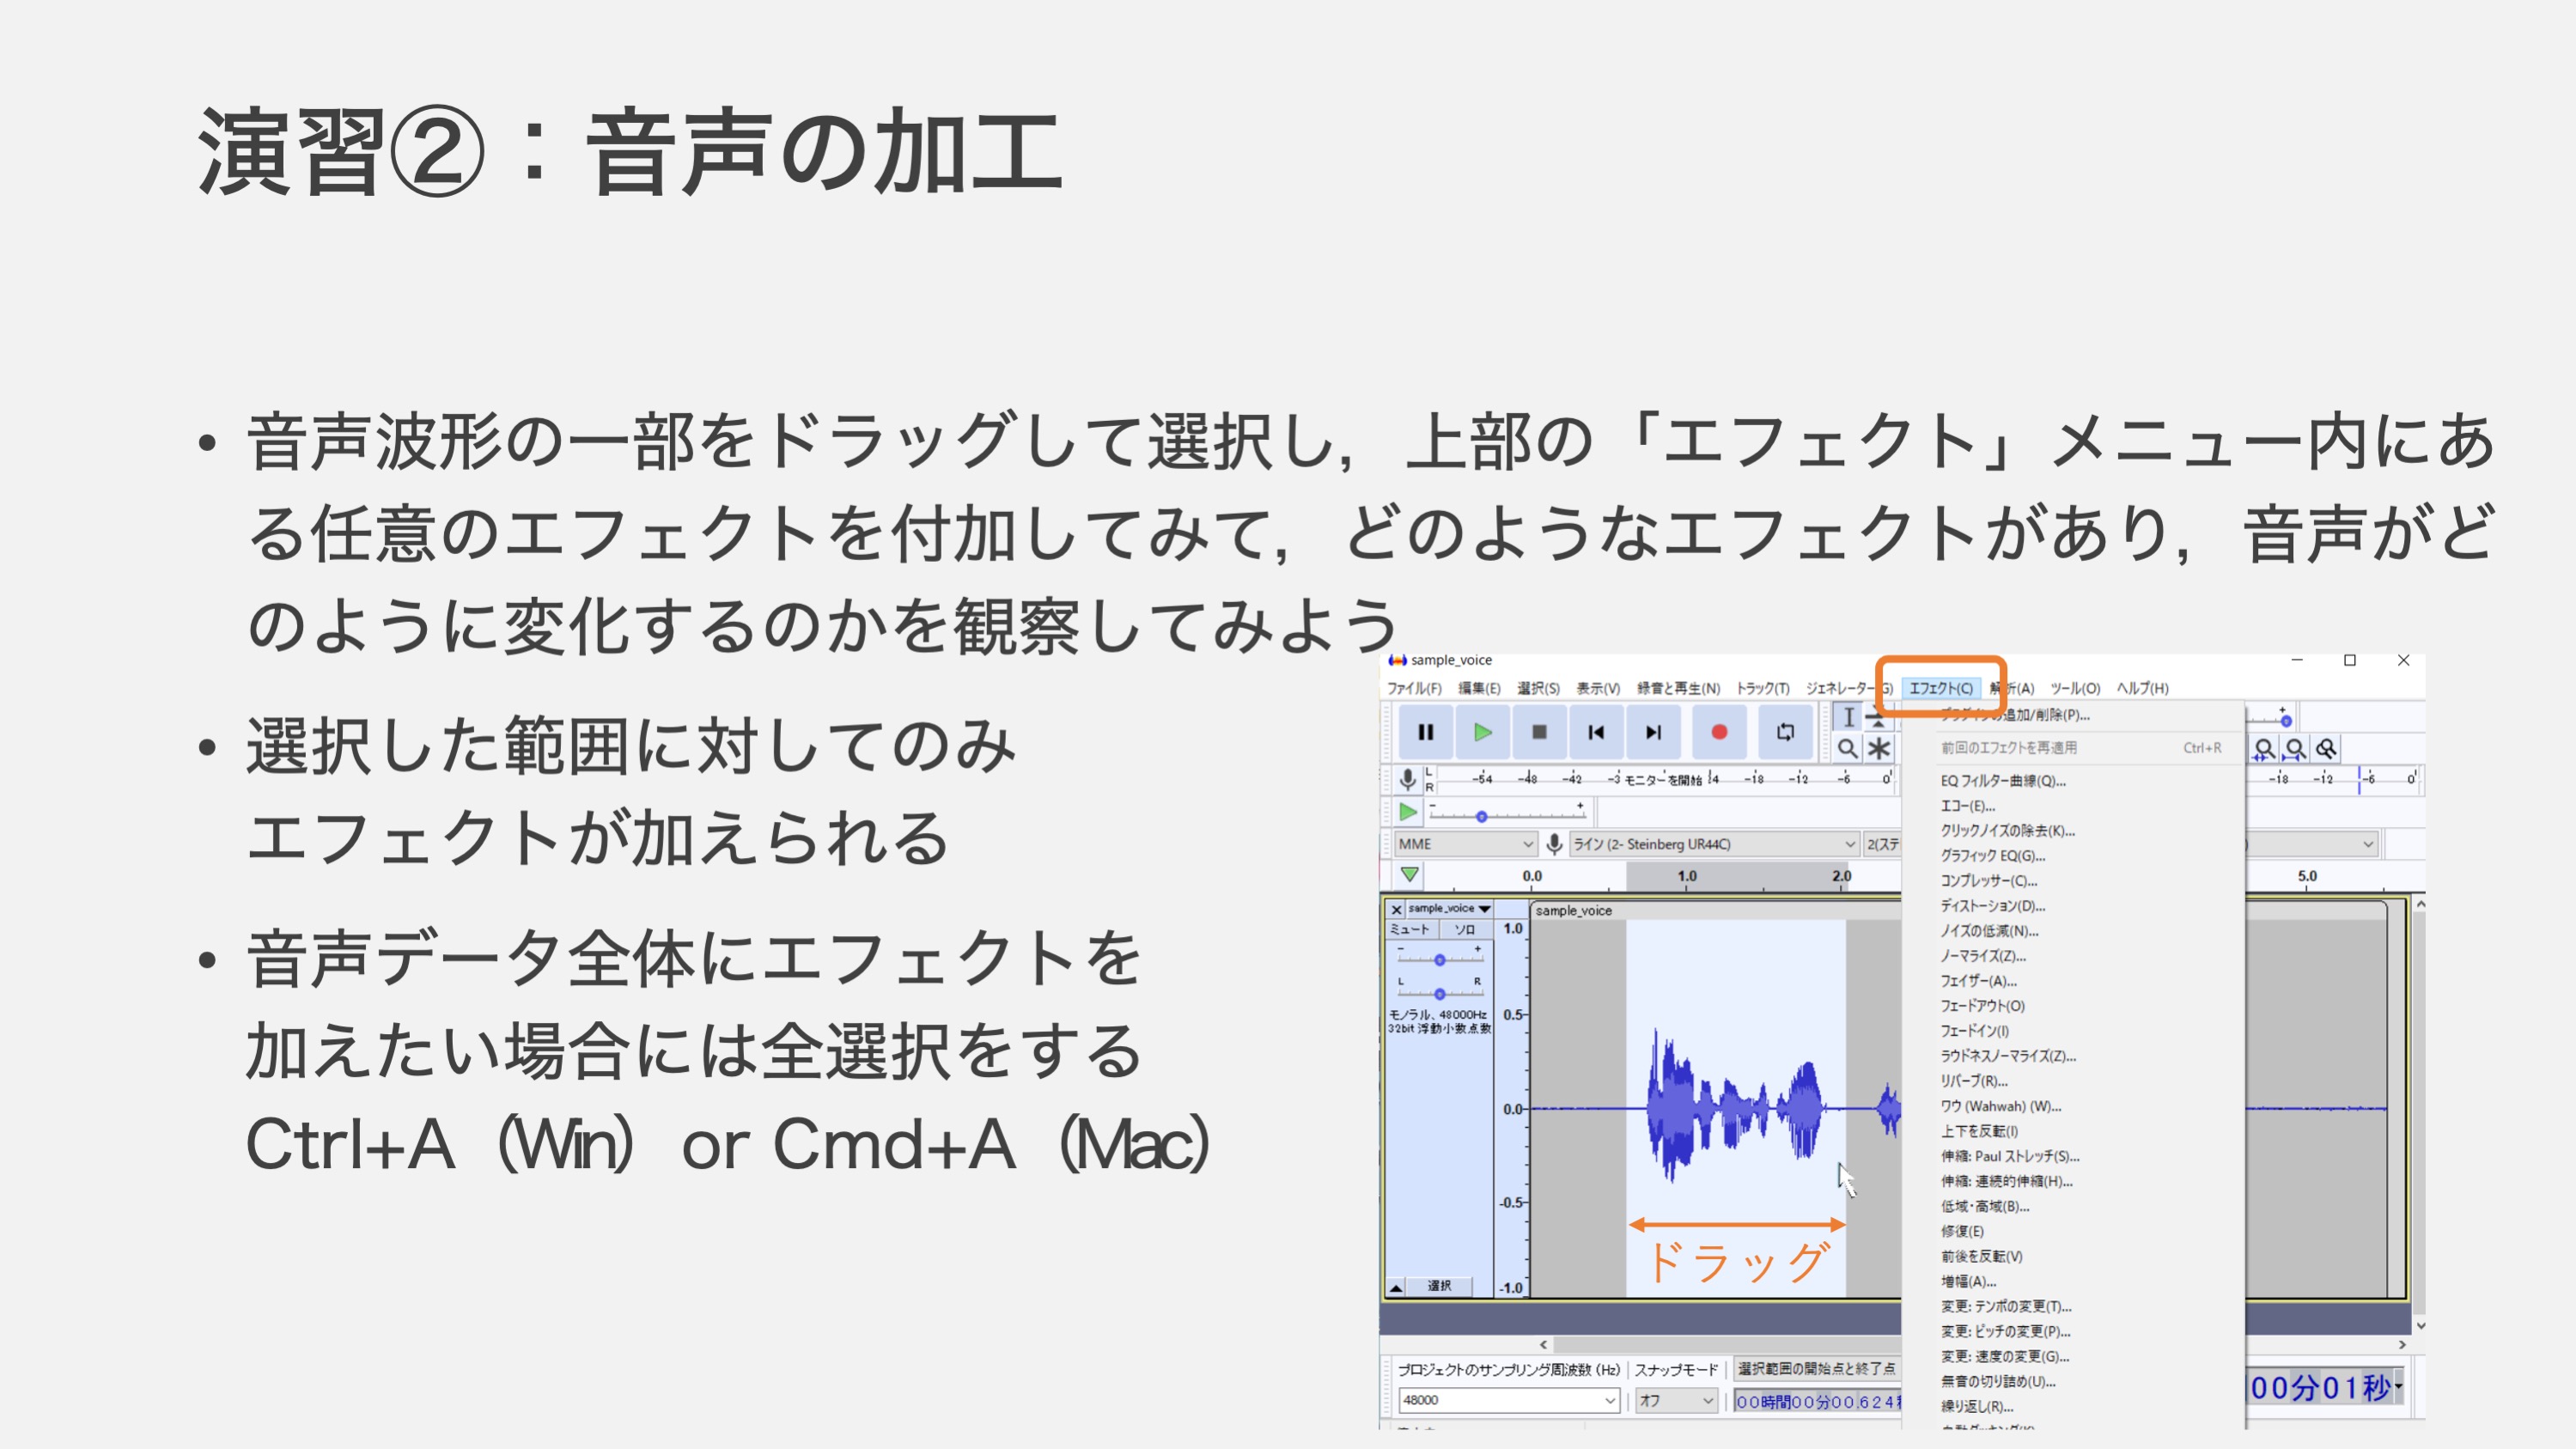 演習②：音声の加工
• 音声波形の一部をドラッグして選択し，上部の「エフェクト」メニュー内にあ
る任意のエフェクトを付加してみて，どのようなエフェクトがあり，音声がど
のように変化するのかを観察してみよう
• 選択した範囲に対してのみ
エフェクトが加えられる
• 音声データ全体にエフェクトを
加えたい場合には全選択をする
Ctrl+A（Win）or Cmd+A（Mac）
sample_voice
ファイル(F) 編集(E) 選択(S) 表示(V) 録音と再生(N) トラック(T) ジェネレーター(G) エフェクト(C) 解析(A) ツール(O) ヘルプ(H)
プラグインの追加/削除(P)...
前回のエフェクトを再適用 Ctrl+R
EQ フィルター曲線(Q)...
エコー(E)...
クリックノイズの除去(K)...
グラフィック EQ(G)...
コンプレッサー(C)...
ディストーション(D)...
ノイズの低減(N)...
ノーマライズ(Z)...
フェイザー(A)...
フェードアウト(O)
フェードイン(I)
ラウドネスノーマライズ(Z)...
リバーブ(R)...
ワウ (Wahwah) (W)...
上下を反転(I)
伸縮: Paul ストレッチ(S)...
伸縮: 連続的伸縮(H)...
低域・高域(B)...
修復(E)
前後を反転(V)
増幅(A)...
変更: テンポの変更(T)...
変更: ピッチの変更(P)...
変更: 速度の変更(G)...
無音の切り詰め(U)...
繰り返し(R)...
L
R
-54 -48 -42 -3 モニターを開始 !4 -18 -12 -6 0
-18 -12 -6 0
MME ライン (2- Steinberg UR44C) 2(ステ
0.0 1.0 2.0 5.0
sample_voice
sample_voice
ミュート ソロ
- +
L R
モノラル、48000Hz
32bit 浮動小数点数
選択
1.0
0.5
0.0
-0.5
-1.0
ドラッグ
プロジェクトのサンプリング周波数 (Hz) スナップモード 選択範囲の開始点と終了点
48000 オフ 00時間00分00.624
00分01秒